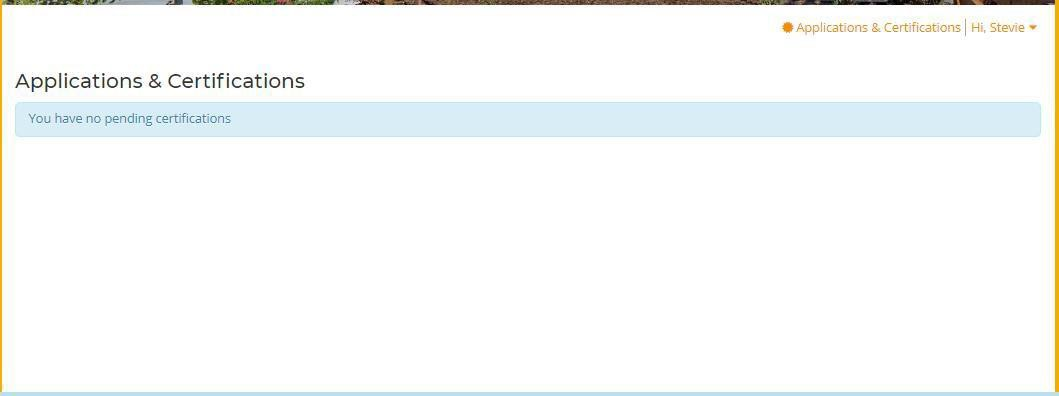 Applications & Certifications Hi, Stevie
Applications & Certifications
You have no pending certifications